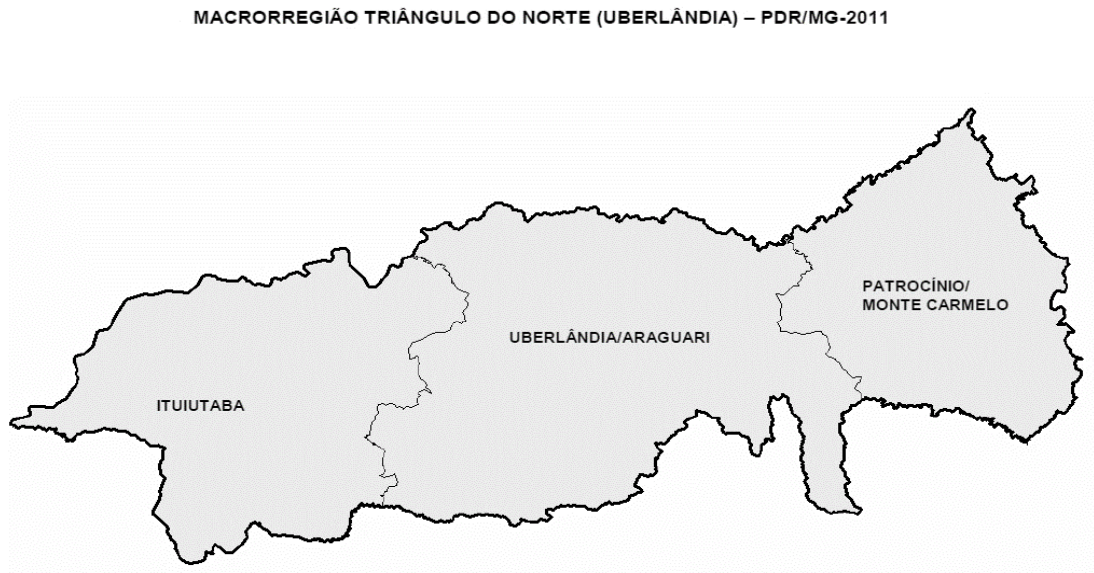 MACRORREGIÃO TRIÂNGULO DO NORTE (UBERLÂNDIA) – PDR/MG-2011
PATROCÍNIO/
MONTE CARMELO
UBERLÂNDIA/ARAGUARI
ITUIUTABA